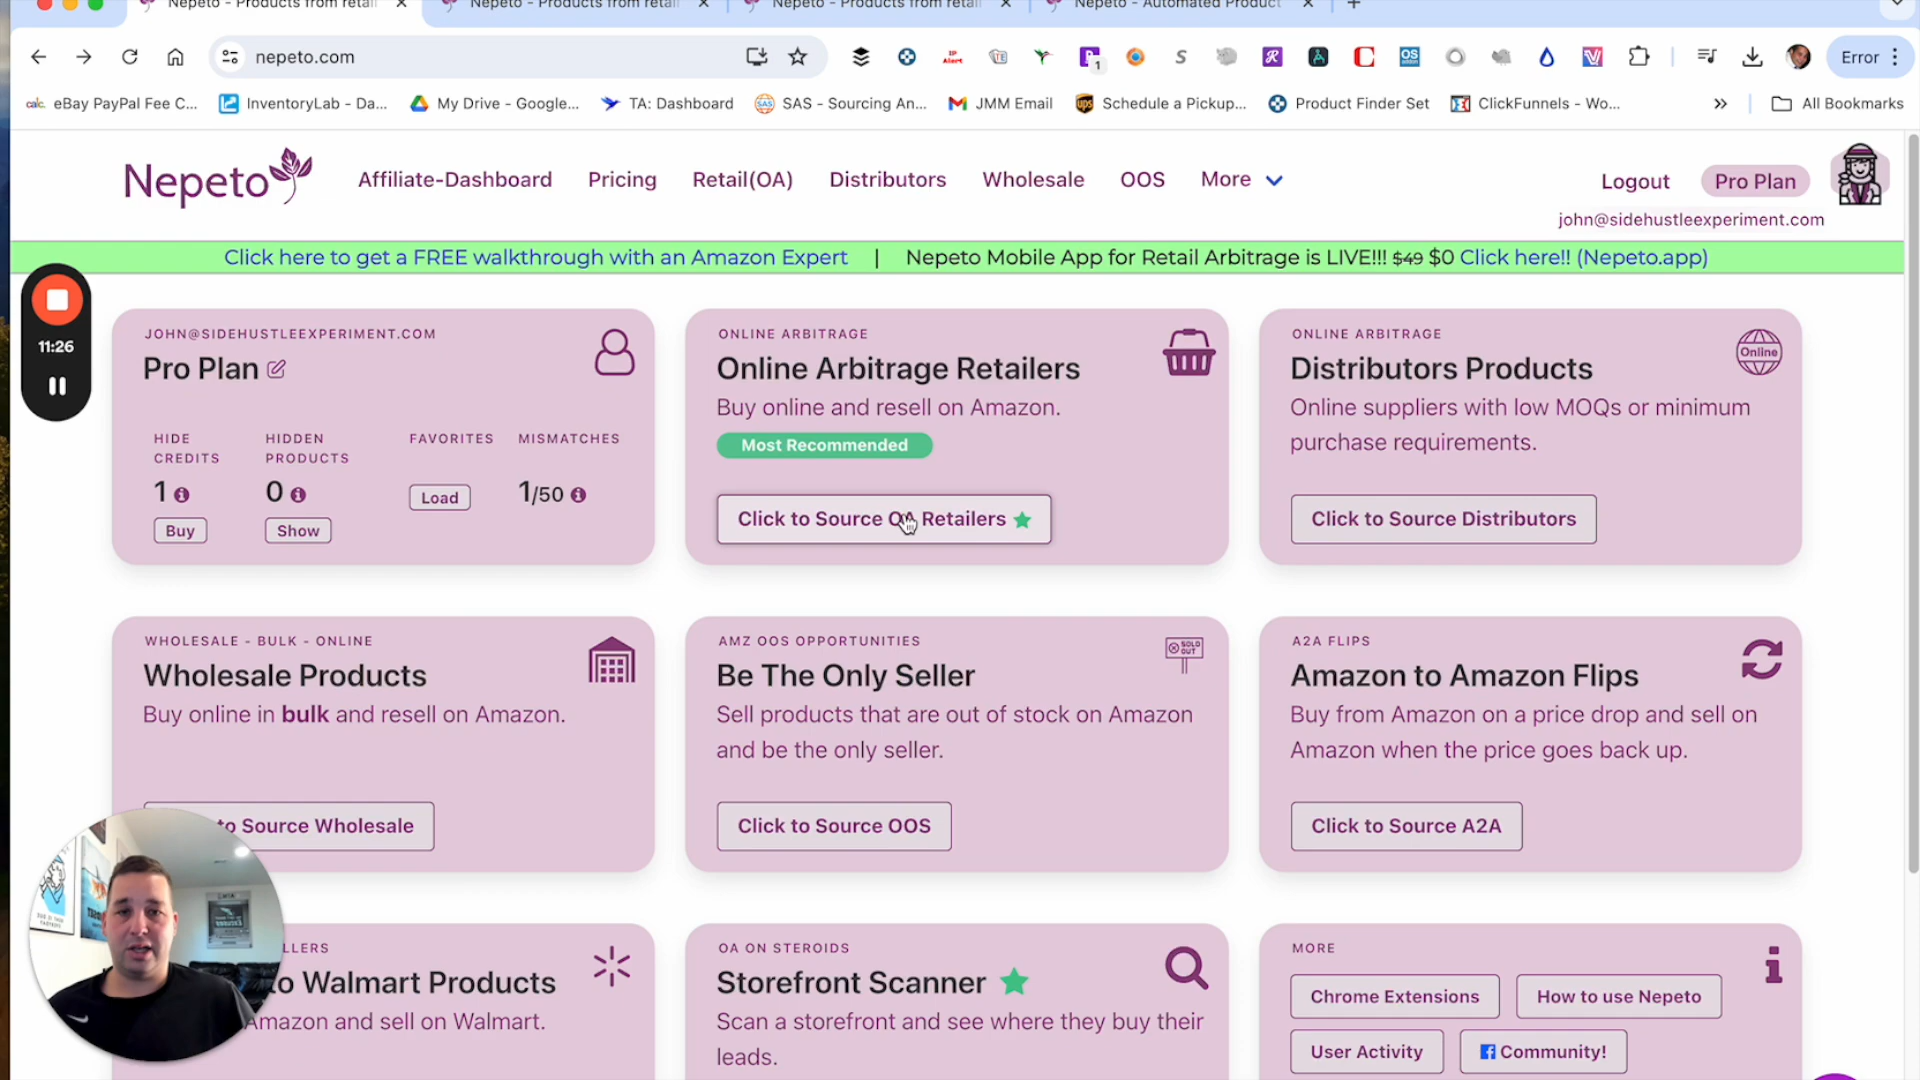 Nepeto - Products from retail
Nepeto - Products from retail
Nepeto - Products from retail
Nepeto - Automated Product
nepeto.com
Error
calc. eBay PayPal Fee C...
InventoryLab - Da...
My Drive - Google...
TA: Dashboard
SAS - Sourcing An...
JMM Email
Schedule a Pickup...
Product Finder Set
ClickFunnels - Wo...
All Bookmarks
Nepeto
Affiliate-Dashboard
Pricing
Retail(OA)
Distributors
Wholesale
OOS
More
Logout
Pro Plan
john@sidehustleexperiment.com
Click here to get a FREE walkthrough with an Amazon Expert | Nepeto Mobile App for Retail Arbitrage is LIVE!!! $49 $0 Click here!! (Nepeto.app)
11:26
JOHN@SIDEHUSTLEEXPERIMENT.COM
Pro Plan
HIDE
CREDITS
1
Buy
HIDDEN
PRODUCTS
0
Show
FAVORITES
Load
MISMATCHES
1/50
ONLINE ARBITRAGE
Online Arbitrage Retailers
Buy online and resell on Amazon.
Most Recommended
Click to Source OA Retailers
ONLINE ARBITRAGE
Distributors Products
Online
Online suppliers with low MOQs or minimum
purchase requirements.
Click to Source Distributors
WHOLESALE - BULK - ONLINE
Wholesale Products
Buy online in bulk and resell on Amazon.
to Source Wholesale
AMZ OOS OPPORTUNITIES
Be The Only Seller
SOLD
OUT
Sell products that are out of stock on Amazon
and be the only seller.
Click to Source OOS
A2A FLIPS
Amazon to Amazon Flips
Buy from Amazon on a price drop and sell on
Amazon when the price goes back up.
Click to Source A2A
LLERS
to Walmart Products
Amazon and sell on Walmart.
OA ON STEROIDS
Storefront Scanner
Scan a storefront and see where they buy their
leads.
MORE
Chrome Extensions
How to use Nepeto
User Activity
Community!